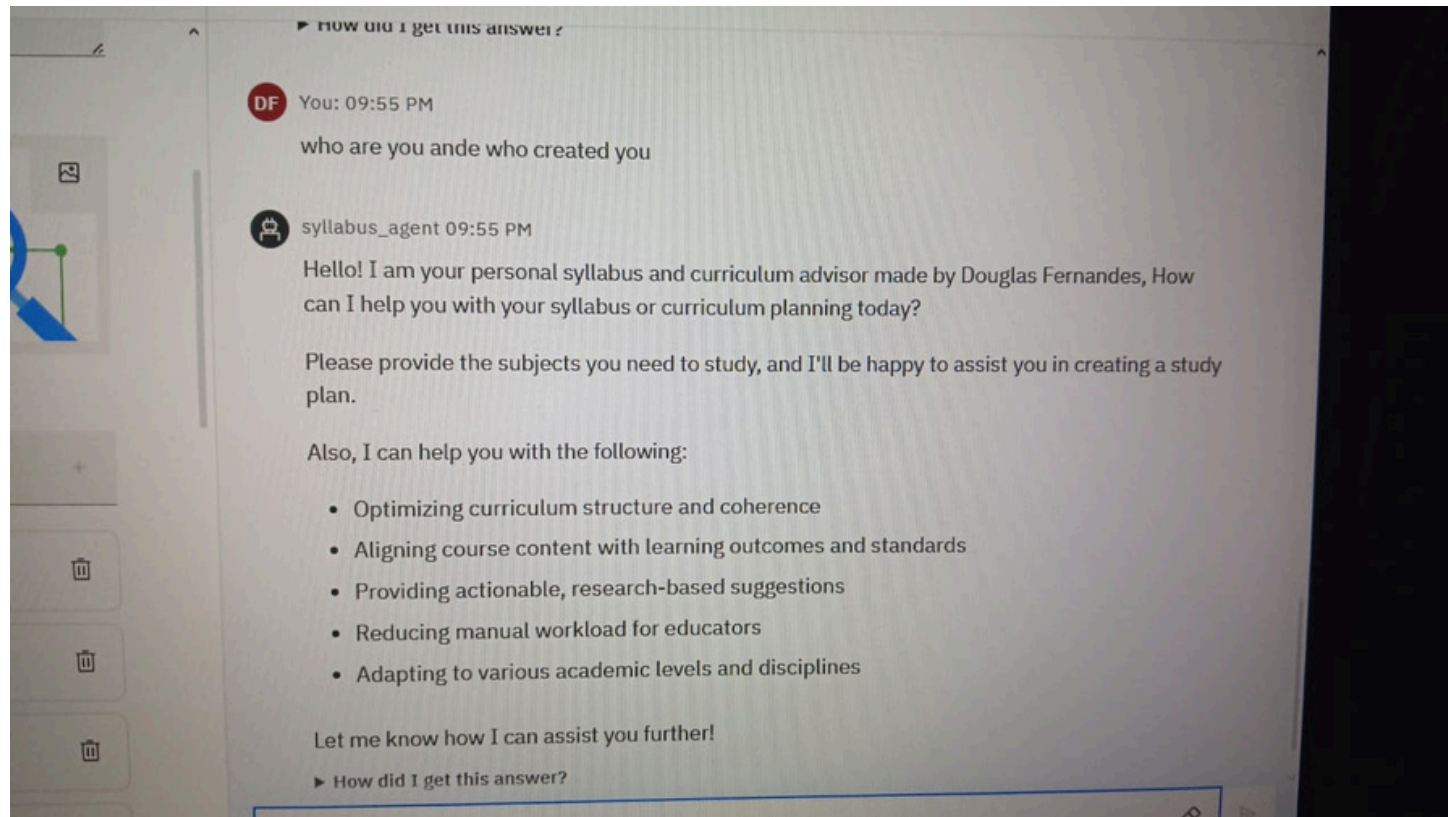 ▶ How did I get this answer?
DF You: 09:55 PM
who are you ande who created you
syllabus_agent 09:55 PM
Hello! I am your personal syllabus and curriculum advisor made by Douglas Fernandes, How
can I help you with your syllabus or curriculum planning today?
Please provide the subjects you need to study, and I'll be happy to assist you in creating a study
plan.
Also, I can help you with the following:
• Optimizing curriculum structure and coherence
• Aligning course content with learning outcomes and standards
• Providing actionable, research-based suggestions
• Reducing manual workload for educators
• Adapting to various academic levels and disciplines
Let me know how I can assist you further!
▶ How did I get this answer?